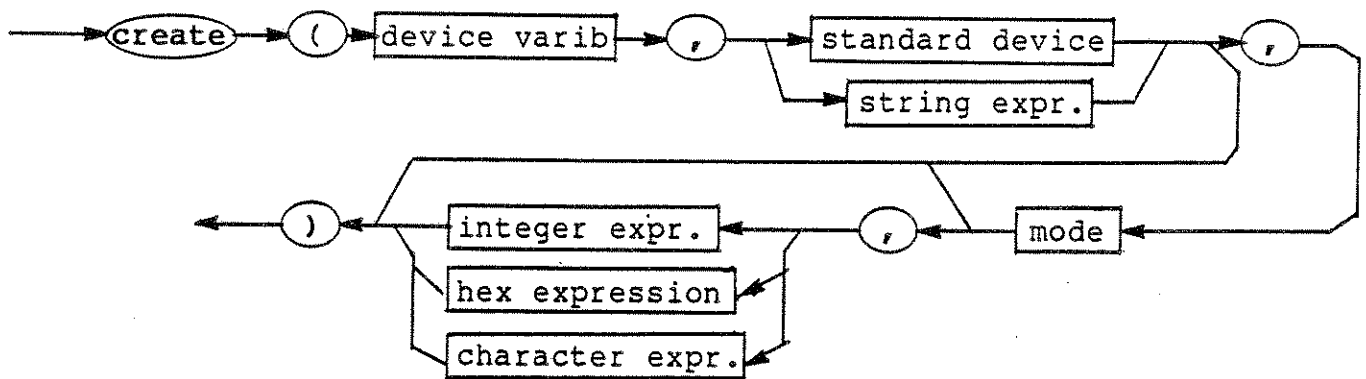 create ( device varib , standard device ,
string expr.
) integer expr. , mode
hex expression
character expr.